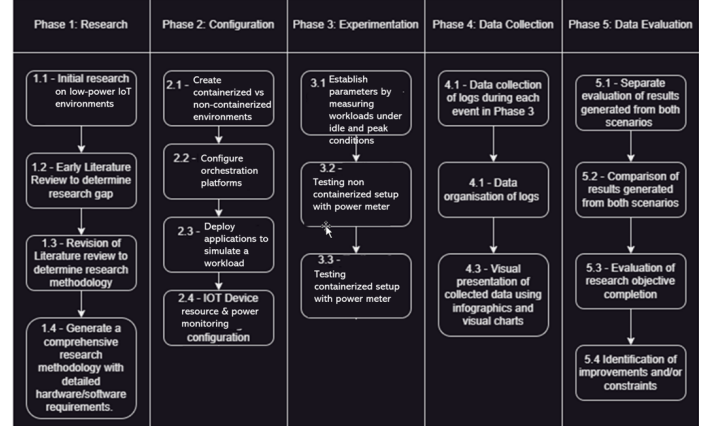 Phase 1: Research
Phase 2: Configuration
Phase 3: Experimentation
Phase 4: Data Collection
Phase 5: Data Evaluation
1.1 - Initial research
on low-power IoT
environments
1.2 - Early Literature
Review to determine
research gap
1.3 - Revision of
Literature review to
determine research
methodology
1.4 - Generate a
comprehensive
research
methodology with
detailed
hardware/software
requirements.
2.1 - Create
containerized vs
non-containerized
environments
2.2 - Configure
orchestration
platforms
2.3 - Deploy
applications to
simulate a
workload
2.4 - IOT Device
resource & power
monitoring
configuration
3.1 Establish
parameters by
measuring
workloads under
idle and peak
conditions
3.2 -
Testing non
containerized setup
with power meter
3.3 -
Testing
containerized setup
with power meter
4.1 - Data collection
of logs during each
event in Phase 3
4.1 - Data
organisation of logs
4.3 - Visual
presentation of
collected data using
infographics and
visual charts
5.1 - Separate
evaluation of results
generated from both
scenarios
5.2 - Comparison of
results generated
from both scenarios
5.3 - Evaluation of
research objective
completion
5.4 Identification of
improvements and/or
constraints